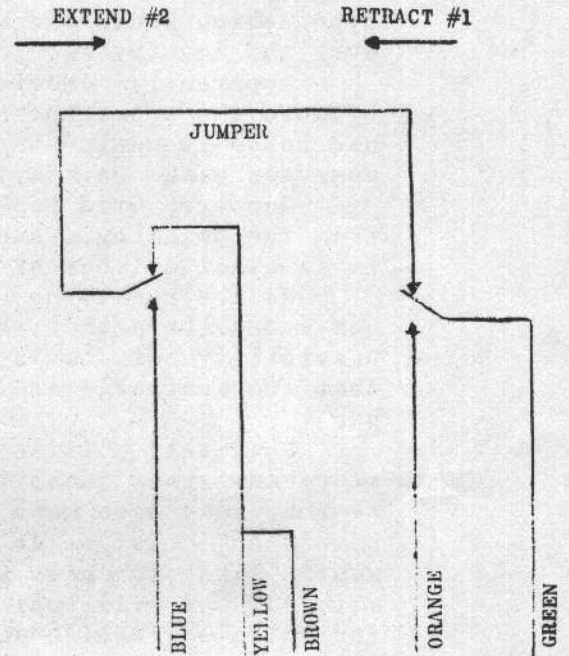 EXTEND #2
RETRACT #1
JUMPER
BLUE
YELLOW
BROWN
ORANGE
GREEN